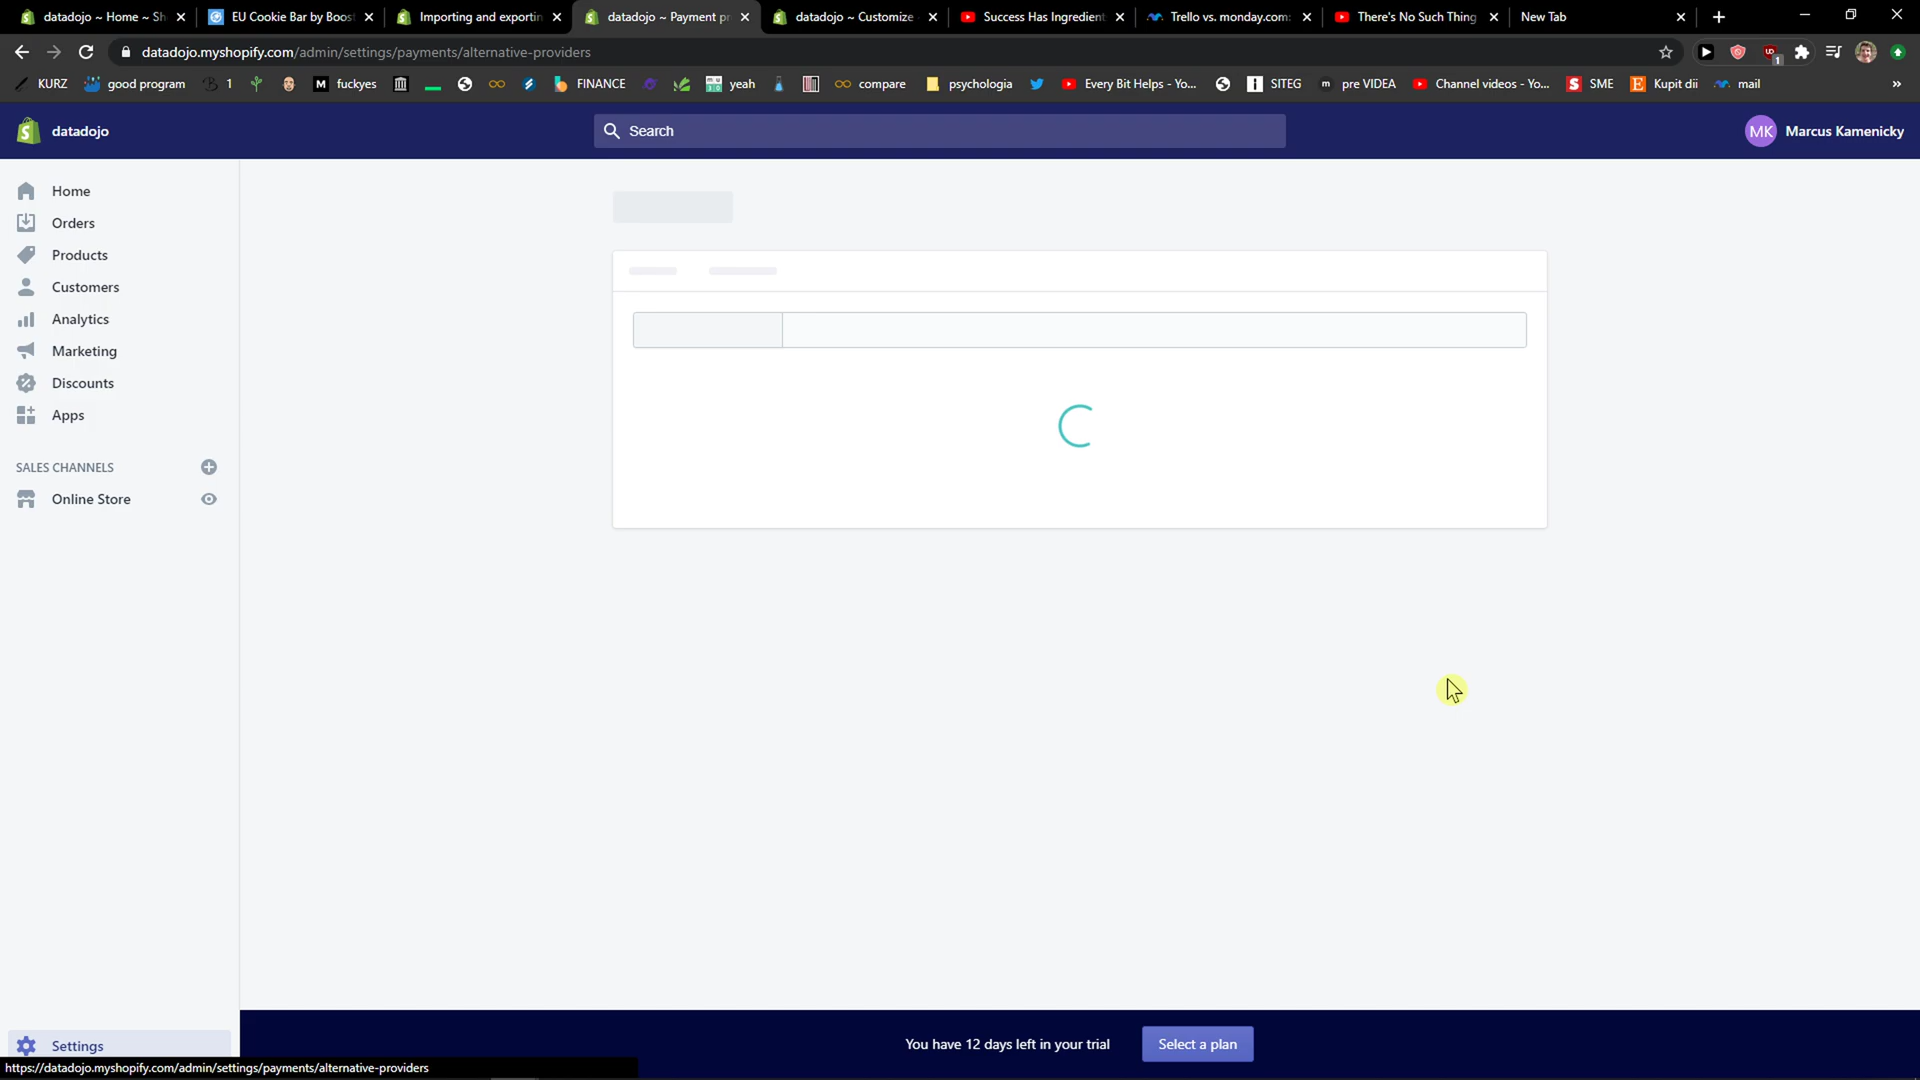 datadojo ~ Home ~ Sh
EU Cookie Bar by Boost
Importing and exportin
datadojo ~ Payment pr
datadojo ~ Customize
Success Has Ingredient
Trello vs. monday.com:
There's No Such Thing
New Tab
datadojo.myshopify.com/admin/settings/payments/alternative-providers
KURZ
good program
1
fuckyes
FINANCE
yeah
compare
psychologia
Every Bit Helps - Yo...
SITEG
pre VIDEA
Channel videos - Yo...
SME
Kupit dii
mail
»
datadojo
Search
MK
Marcus Kamenicky
Home
Orders
Products
Customers
Analytics
Marketing
Discounts
Apps
SALES CHANNELS
Online Store
Settings
You have 12 days left in your trial
Select a plan
https://datadojo.myshopify.com/admin/settings/payments/alternative-providers